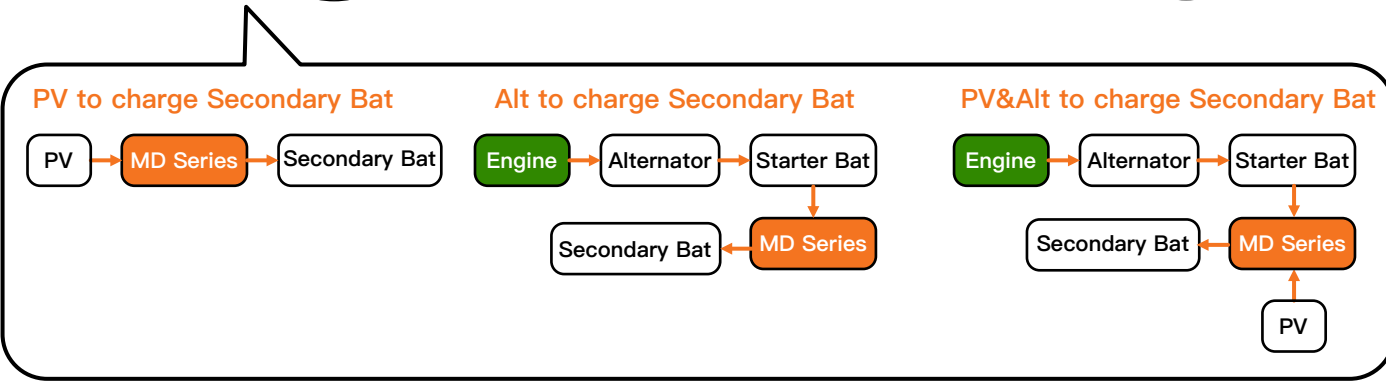 PV to charge Secondary Bat
PV
MD Series
Secondary Bat
Alt to charge Secondary Bat
Engine
Alternator
Starter Bat
Secondary Bat
MD Series
PV&Alt to charge Secondary Bat
Engine
Alternator
Starter Bat
Secondary Bat
MD Series
PV